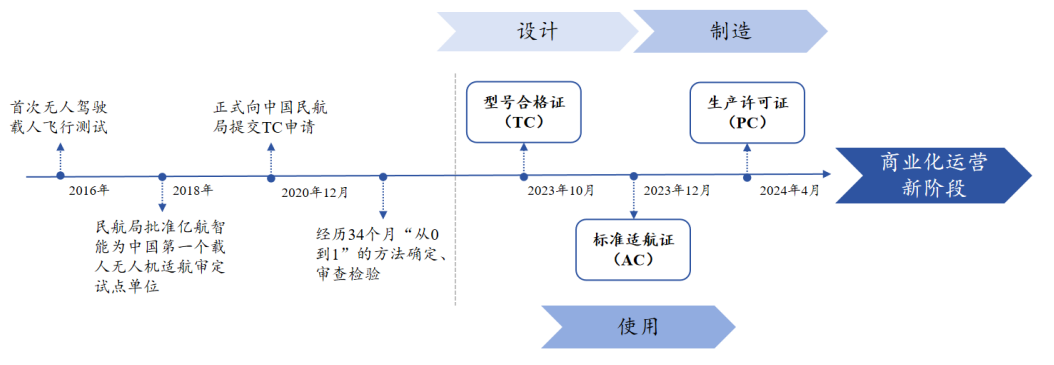 设计
制造
首次无人驾驶
载人飞行测试
正式向中国民航
局提交TC申请
型号合格证
（TC）
生产许可证
（PC）
商业化运营
新阶段
2016年
2018年
2020年12月
2023年10月
2023年12月
2024年4月
民航局批准亿航智
能为中国第一个载
人无人机适航审定
试点单位
经历34个月“从0
到1”的方法确定、
审查检验
标准适航证
（AC）
使用